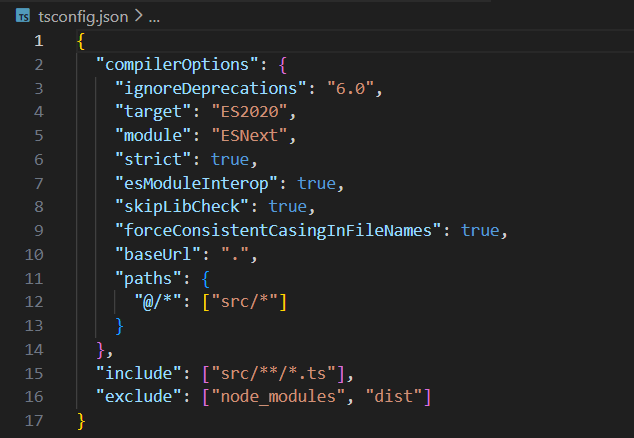 TS tsconfig.json > ...
1 {
2   "compilerOptions": {
3     "ignoreDeprecations": "6.0",
4     "target": "ES2020",
5     "module": "ESNext",
6     "strict": true,
7     "esModuleInterop": true,
8     "skipLibCheck": true,
9     "forceConsistentCasingInFileNames": true,
10     "baseUrl": ".",
11     "paths": {
12       "@/*": ["src/*"]
13     }
14   },
15   "include": ["src/**/*.ts"],
16   "exclude": ["node_modules", "dist"]
17 }